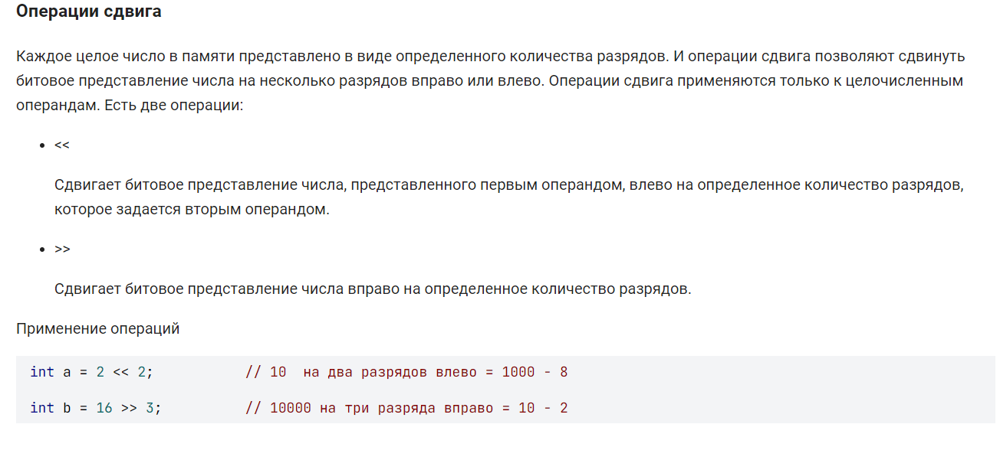 Операции сдвига
Каждое целое число в памяти представлено в виде определенного количества разрядов. И операции сдвига позволяют сдвинуть
битовое представление числа на несколько разрядов вправо или влево. Операции сдвига применяются только к целочисленным
операндам. Есть две операции:
• <<
Сдвигает битовое представление числа, представленного первым операндом, влево на определенное количество разрядов,
которое задается вторым операндом.
• >>
Сдвигает битовое представление числа вправо на определенное количество разрядов.
Применение операций
int a = 2 << 2;           // 10  на два разрядов влево = 1000 - 8
int b = 16 >> 3;          // 10000 на три разряда вправо = 10 - 2